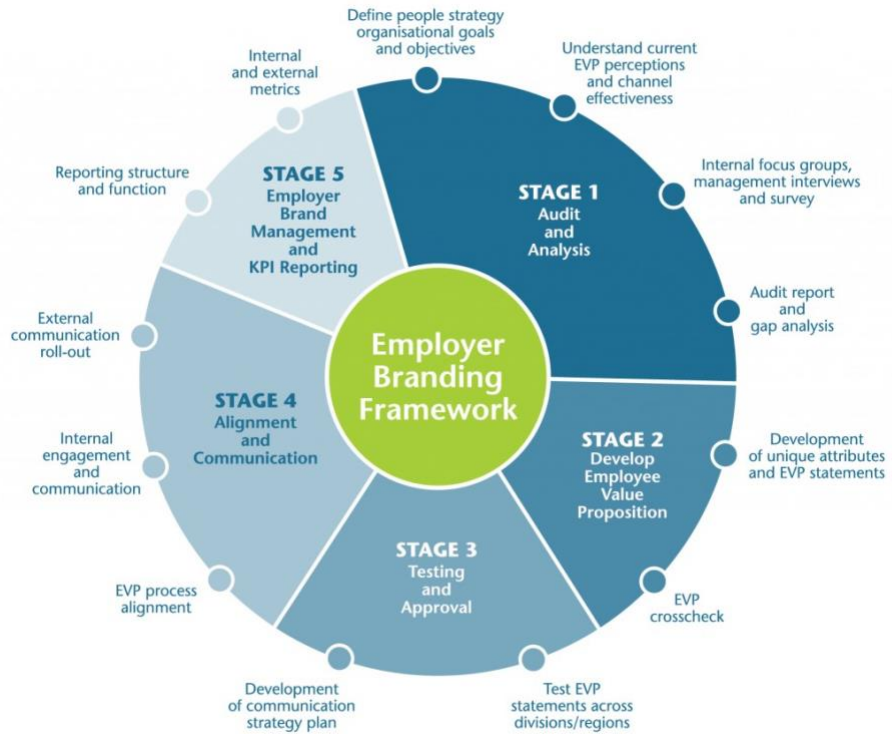 Employer
Branding
Framework
STAGE 1
Audit
and
Analysis
Define people strategy
organisational goals
and objectives
Understand current
EVP perceptions
and channel
effectiveness
Internal focus groups,
management interviews
and survey
Audit report
and
gap analysis
STAGE 2
Develop
Employee
Value
Proposition
Development
of unique attributes
and EVP statements
EVP
crosscheck
STAGE 3
Testing
and
Approval
Test EVP
statements across
divisions/regions
Development
of communication
strategy plan
STAGE 4
Alignment
and
Communication
EVP process
alignment
Internal
engagement
and
communication
External
communication
roll-out
STAGE 5
Employer
Brand
Management
and
KPI Reporting
Reporting structure
and function
Internal
and external
metrics